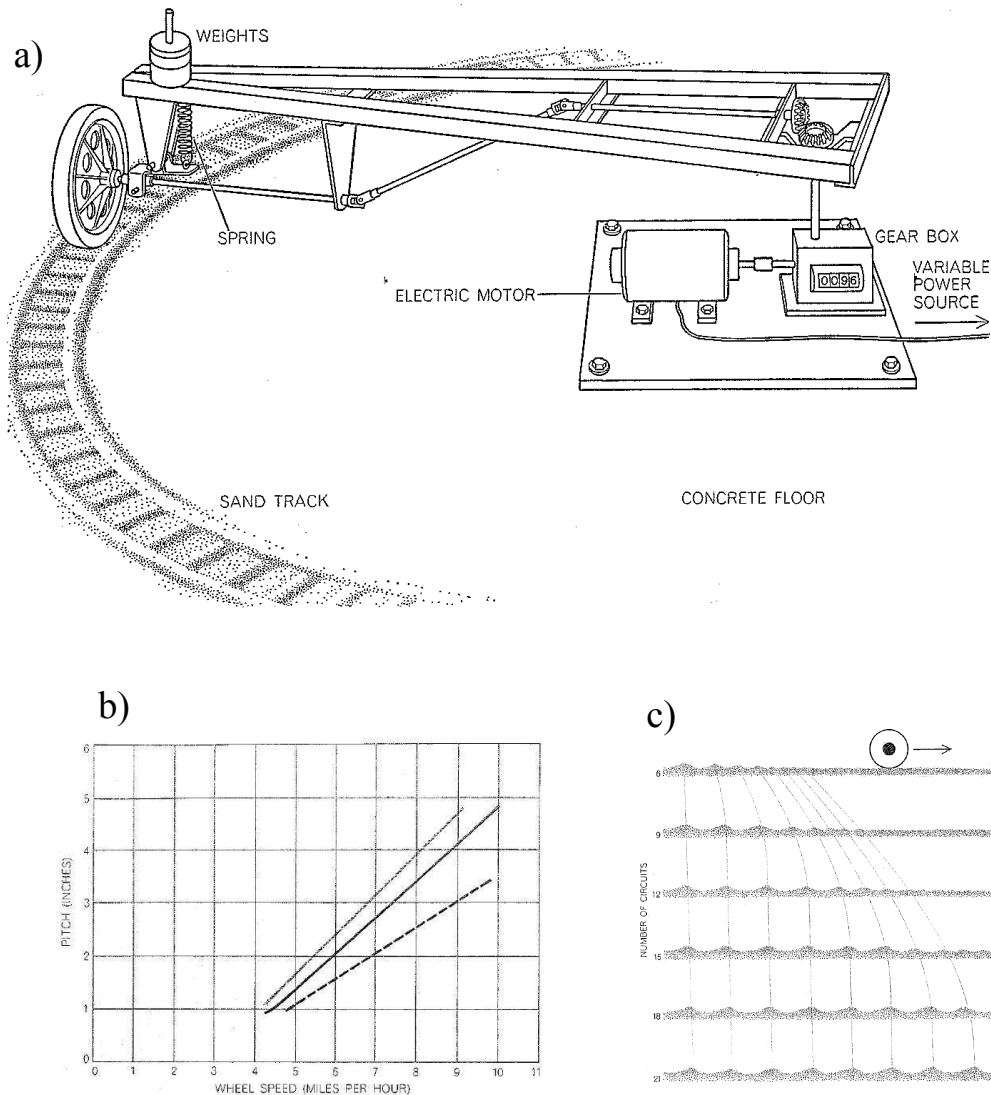 a)
WEIGHTS
SPRING
ELECTRIC MOTOR
GEAR BOX
0096
VARIABLE
POWER
SOURCE
SAND TRACK
CONCRETE FLOOR
b)
6
5
4
3
2
1
0
PITCH (INCHES)
0 1 2 3 4 5 6 7 8 9 10 11
WHEEL SPEED (MILES PER HOUR)
c)
NUMBER OF CIRCUITS
6
9
12
15
18
21